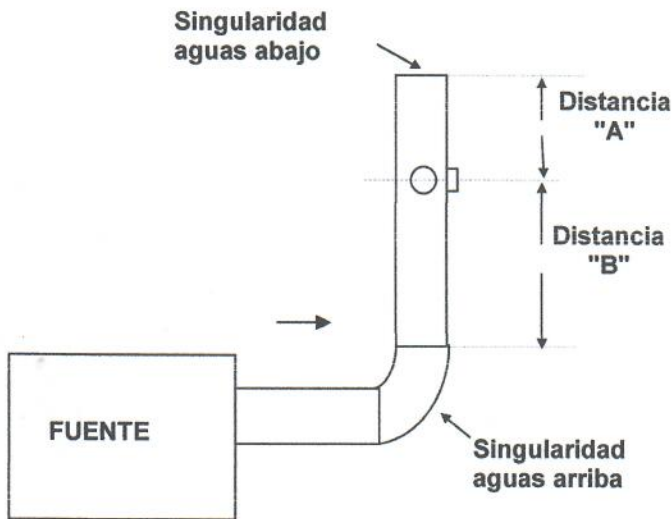 Singularidad
aguas abajo
Distancia
"A"
Distancia
"B"
FUENTE
Singularidad
aguas arriba